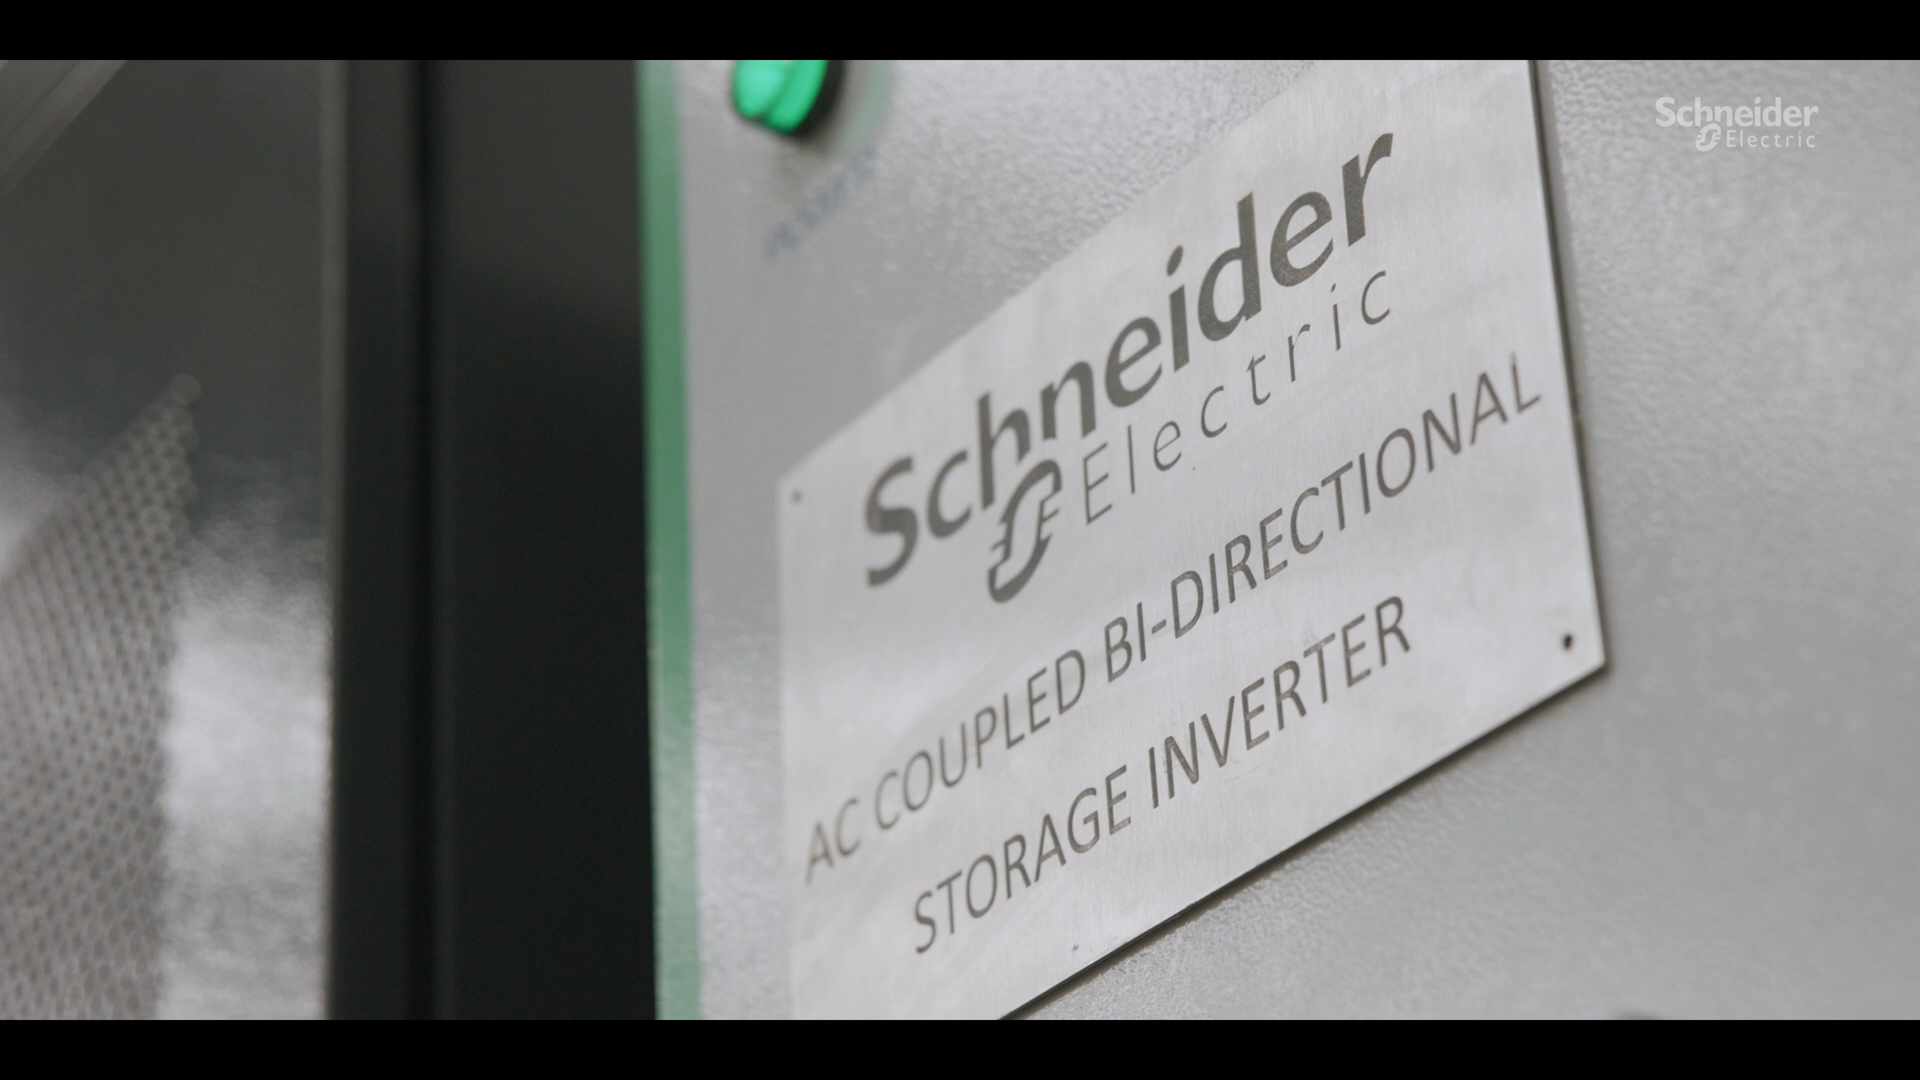 Schneider
Electric
Schneider
Electric
AC COUPLED BI-DIRECTIONAL
STORAGE INVERTER